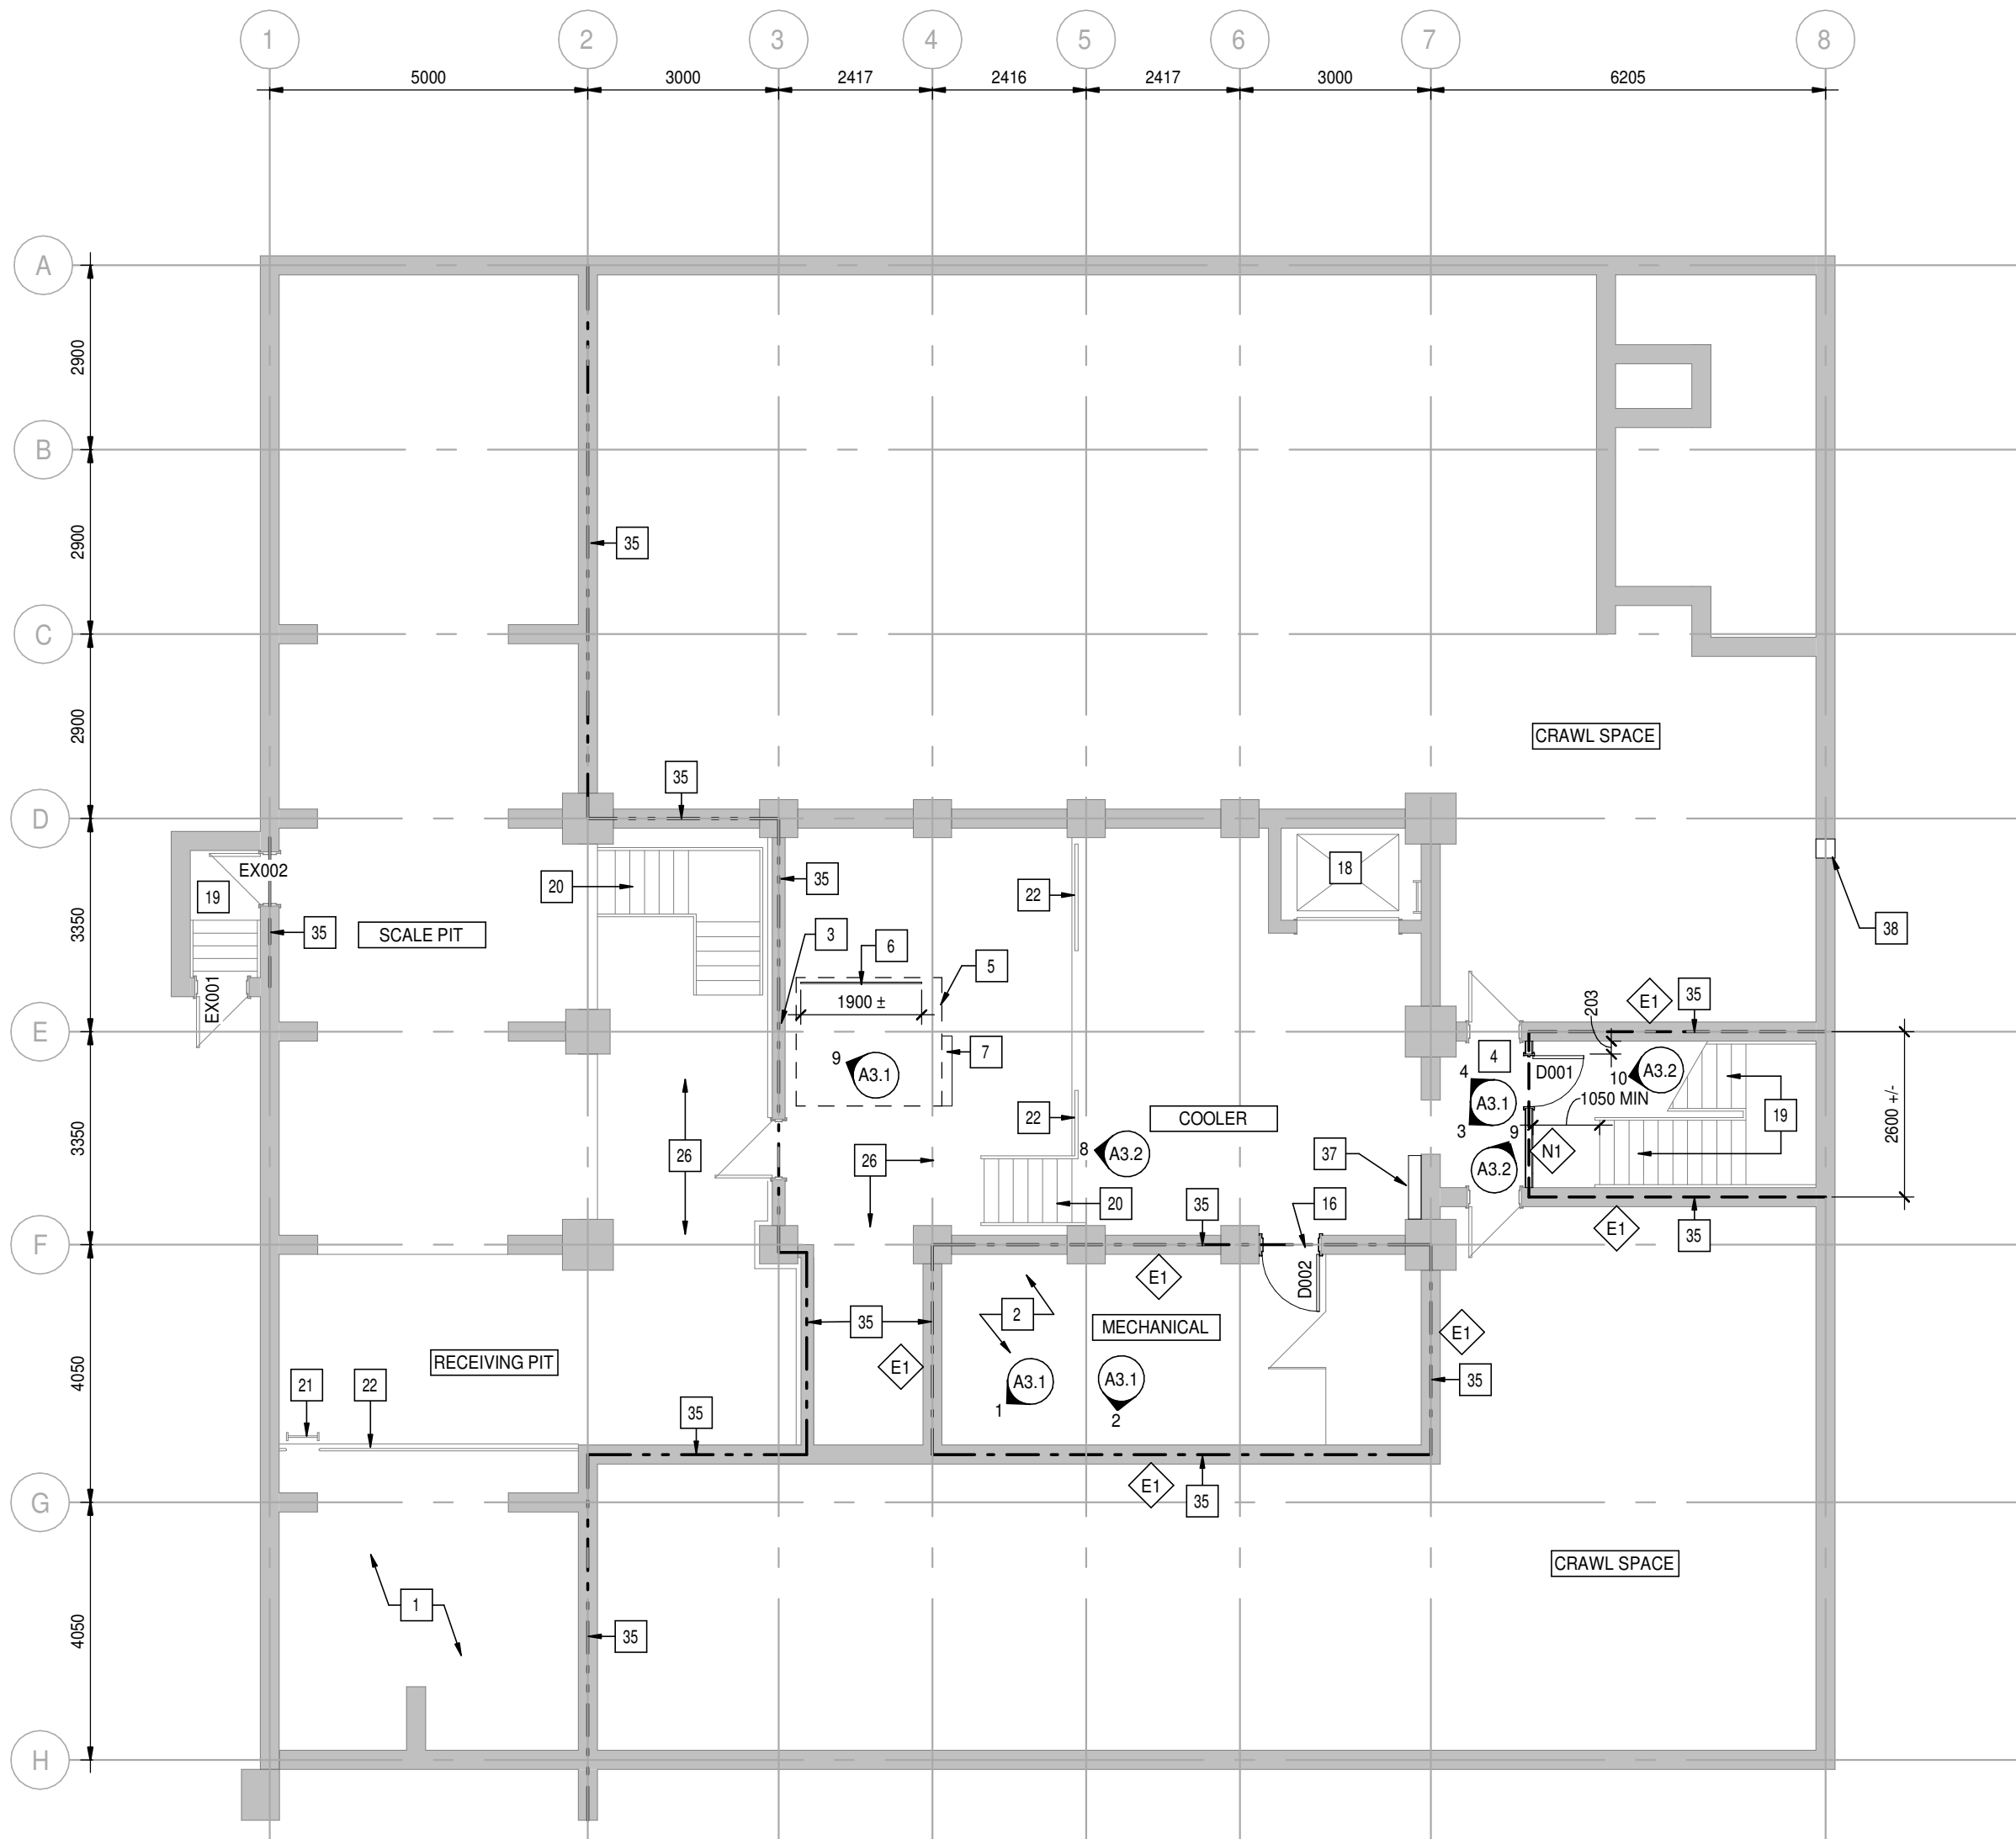 1 2 3 4 5 6 7 8
5000 3000 2417 2416 2417 3000 6205
A
2900
B
2900
35
C
2900
CRAWL SPACE
35
D
EX002
19
20
35
18
22
3350
35
SCALE PIT
3
6
38
5
EX001
1900 ±
203
E1
35
E
9
A3.1
7
4
D001
10
A3.2
4
A3.1
3
1050 MIN
19
2600 +/-
22
COOLER
3350
26
26
8
A3.2
37
9
A3.2
N1
20
35
16
E1
35
F
E1
D002
2
35
MECHANICAL
E1
4050
RECEIVING PIT
E1
21
22
A3.1
1
A3.1
2
35
35
E1
35
G
CRAWL SPACE
4050
1
35
H